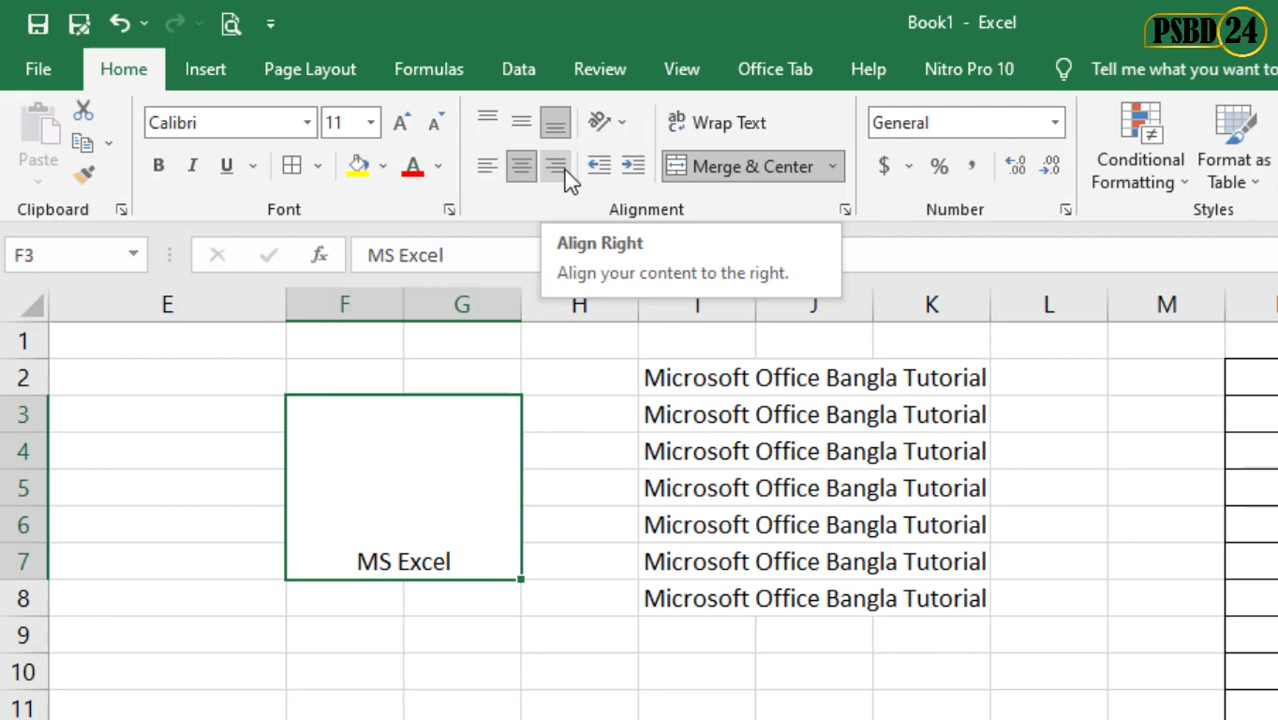 Book1 - Excel
PSBD 24
File Home Insert Page Layout Formulas Data Review View Office Tab Help Nitro Pro 10 Tell me what you want to
Paste
Calibri 11
ab Wrap Text
General
B I U A
Merge & Center
$ % , .00
Conditional Formatting
Format as Table
Clipboard Font Alignment Number Styles
F3 fx MS Excel
Align Right
Align your content to the right.
E F G H I J K L M
1
2 Microsoft Office Bangla Tutorial
3 Microsoft Office Bangla Tutorial
4 Microsoft Office Bangla Tutorial
5 Microsoft Office Bangla Tutorial
6 Microsoft Office Bangla Tutorial
7 MS Excel Microsoft Office Bangla Tutorial
8 Microsoft Office Bangla Tutorial
9
10
11